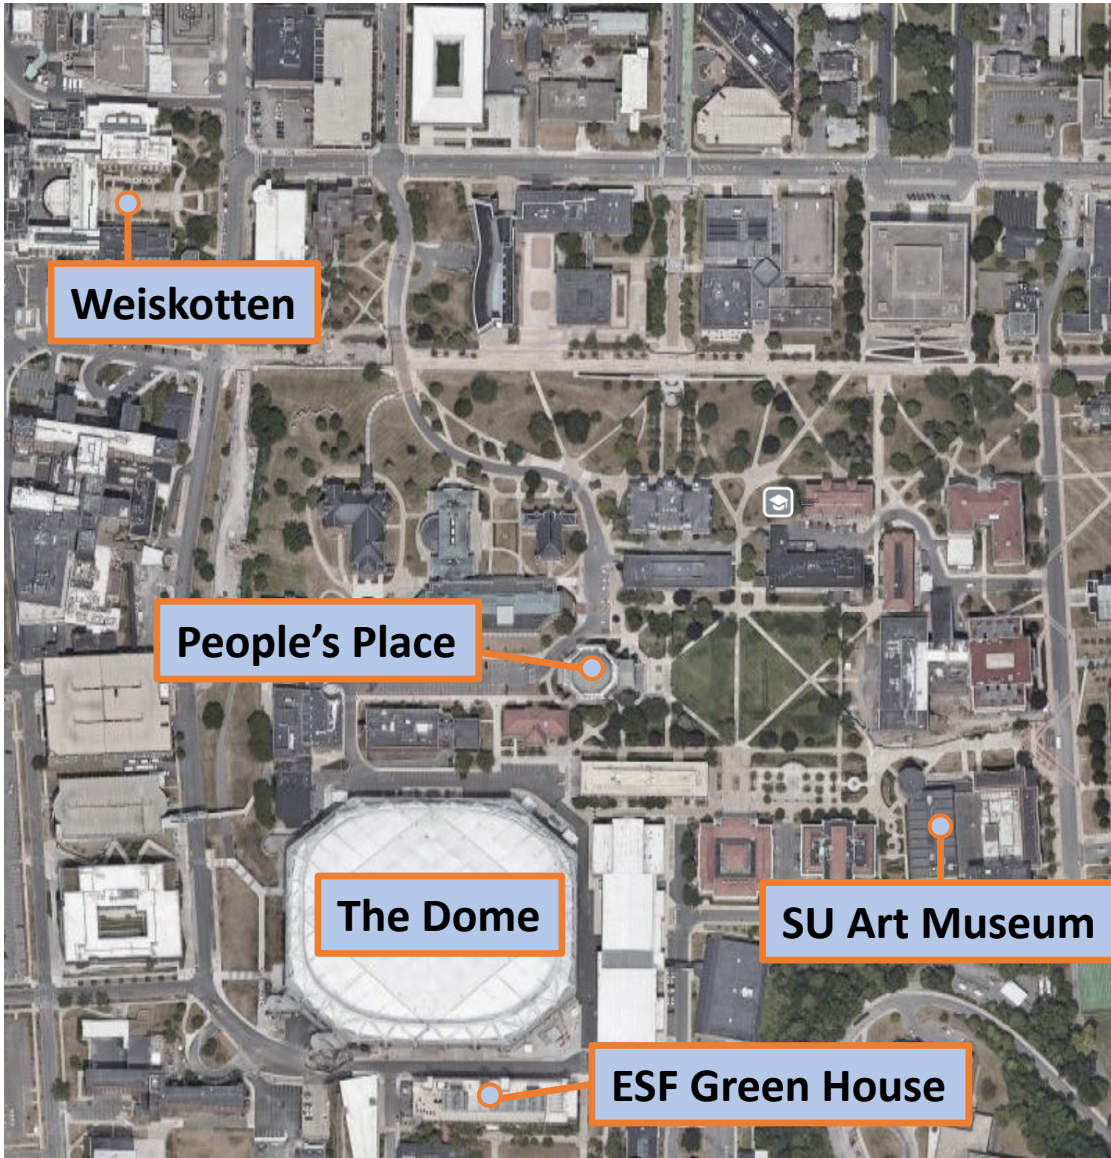 Weiskotten
People’s Place
The Dome
SU Art Museum
ESF Green House